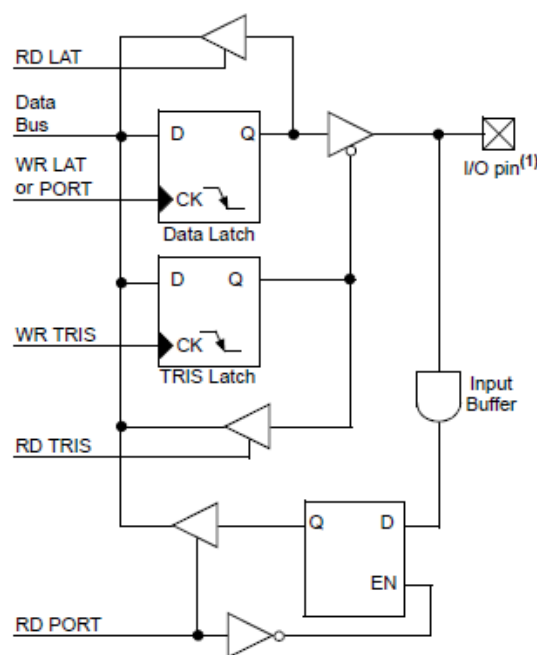 RD LAT
Data
Bus
D Q
WR LAT
or PORT
CK
Data Latch
I/O pin(1)
D Q
WR TRIS
CK
TRIS Latch
Input
Buffer
RD TRIS
Q D
EN
RD PORT